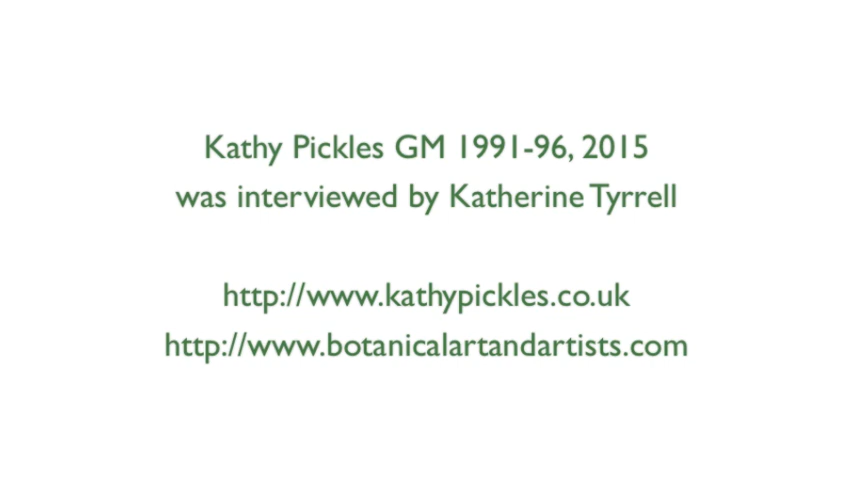 Kathy Pickles GM 1991-96, 2015
was interviewed by Katherine Tyrrell
http://www.kathypickles.co.uk
http://www.botanicalartandartists.com